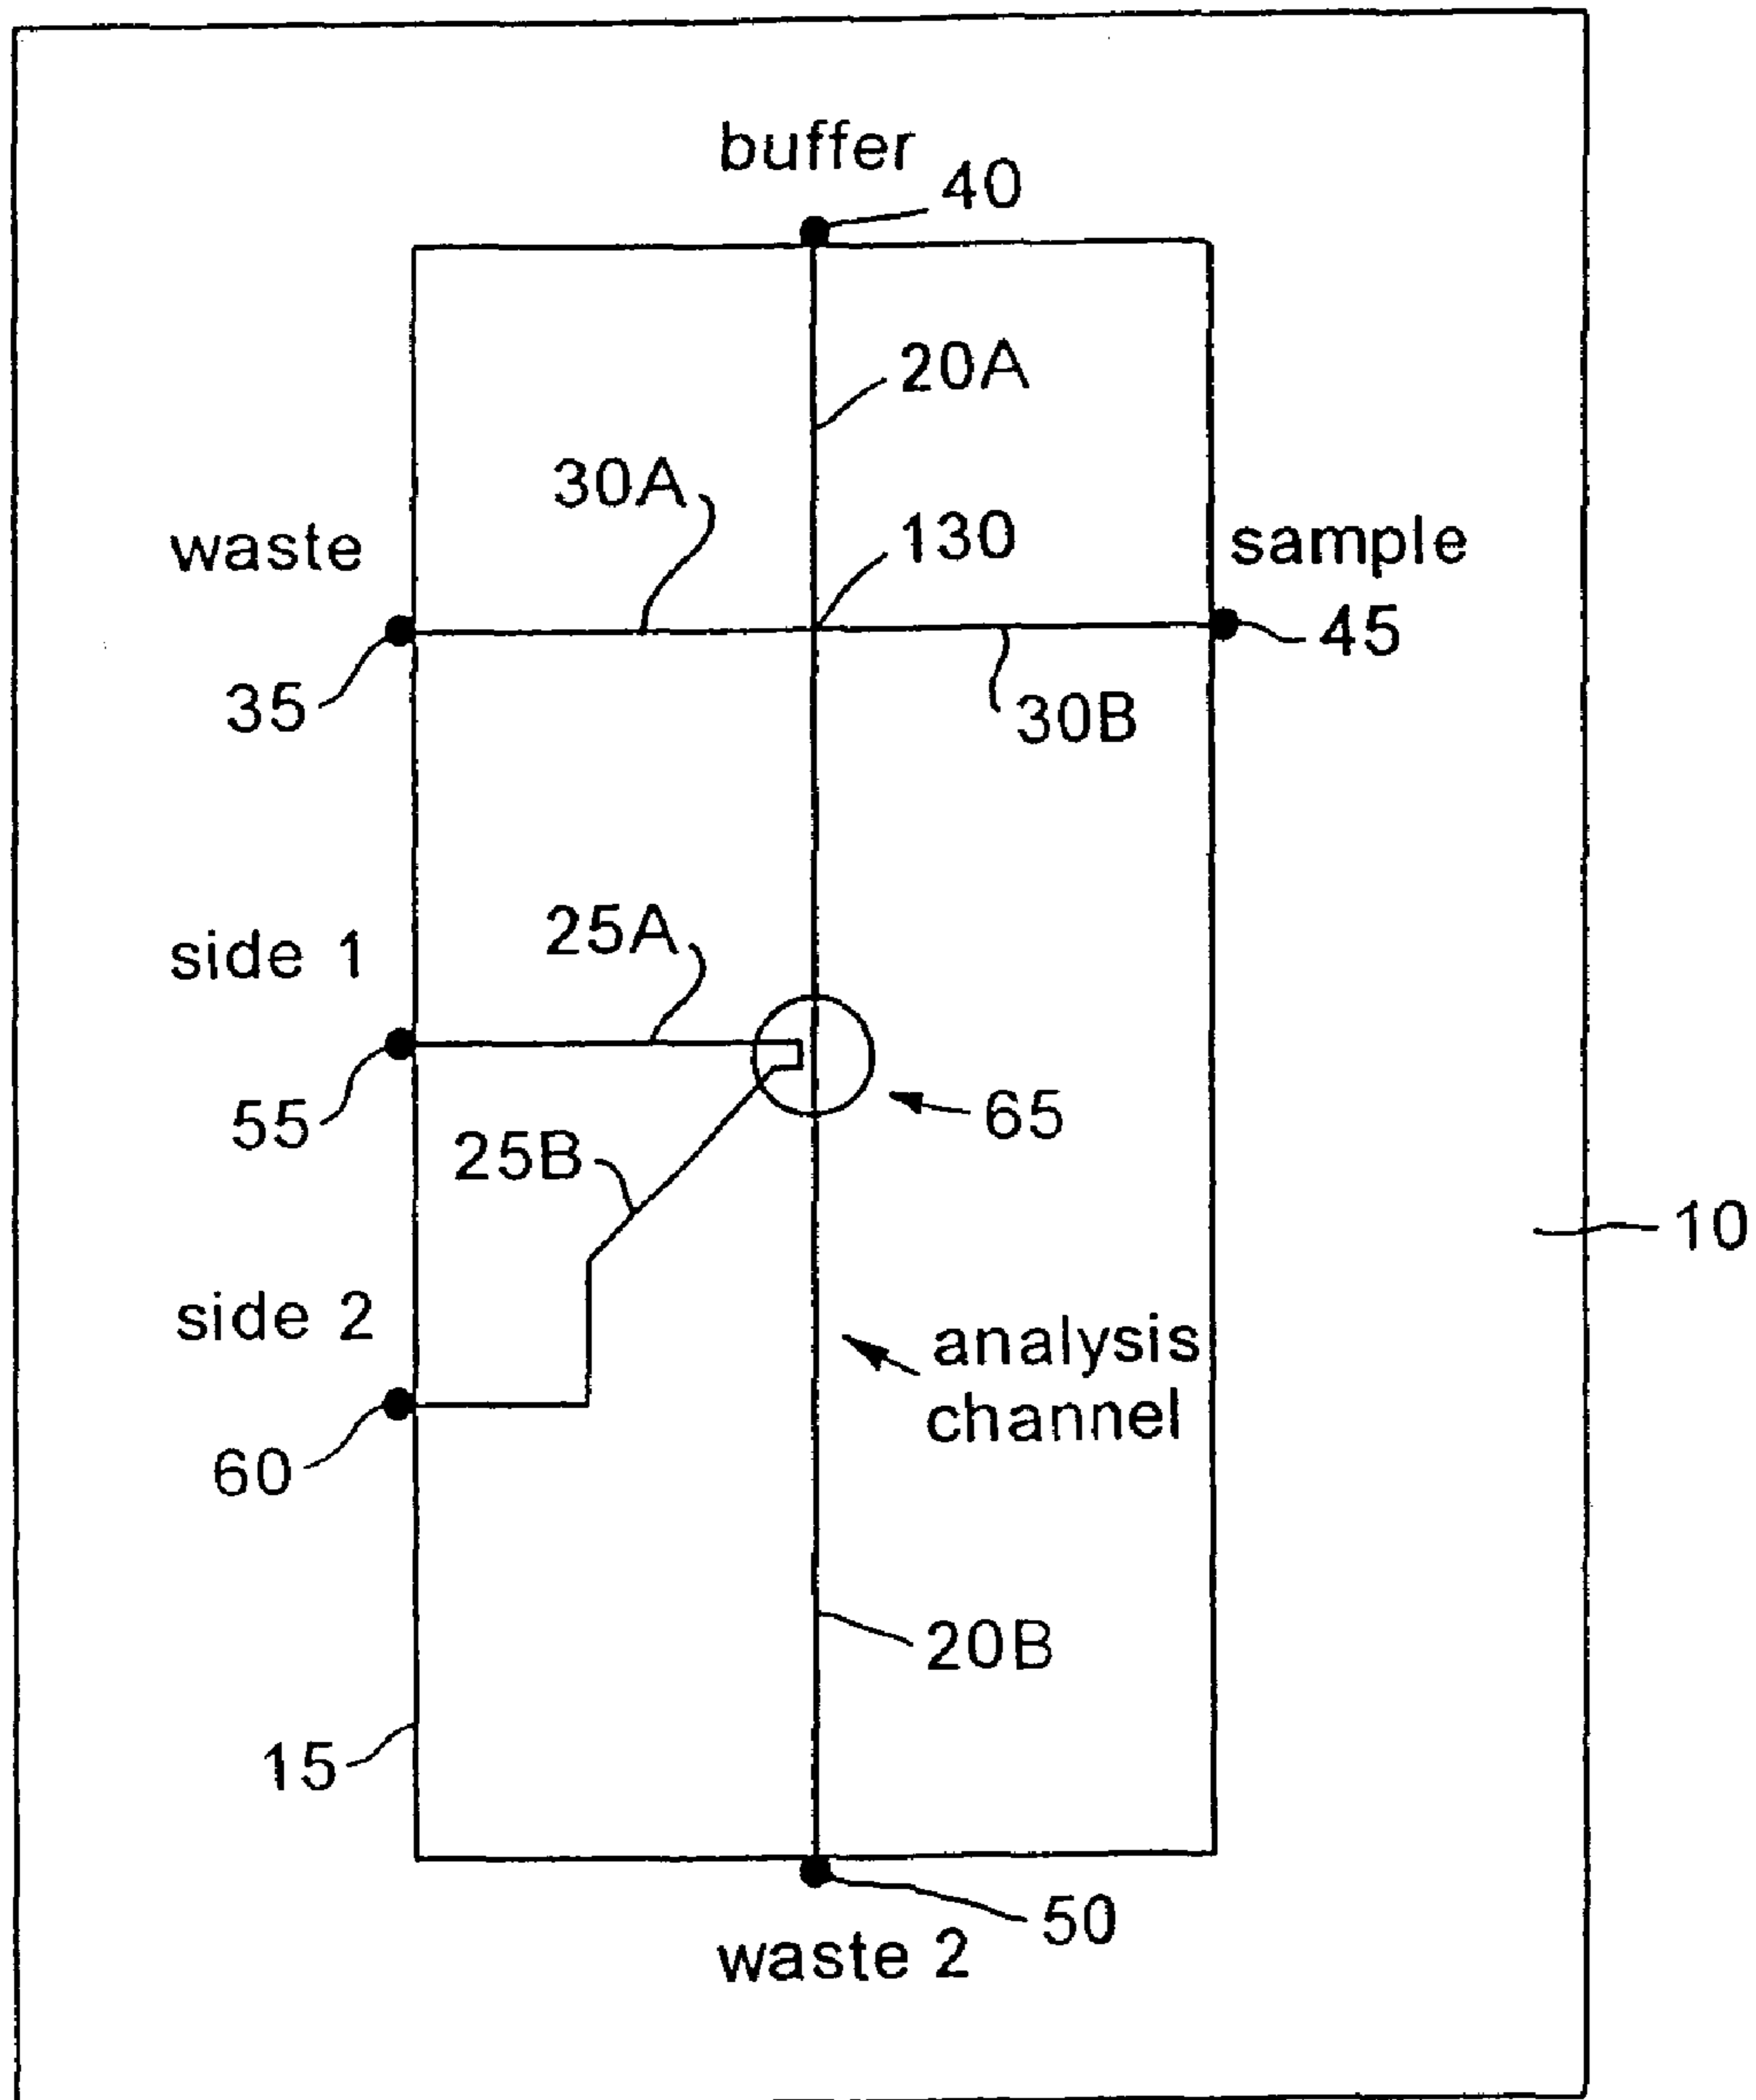 buffer
40
20A
30A
130
waste
sample
45
35
30B
25A
side 1
65
55
25B
10
side 2
analysis
channel
60
20B
15
50
waste 2